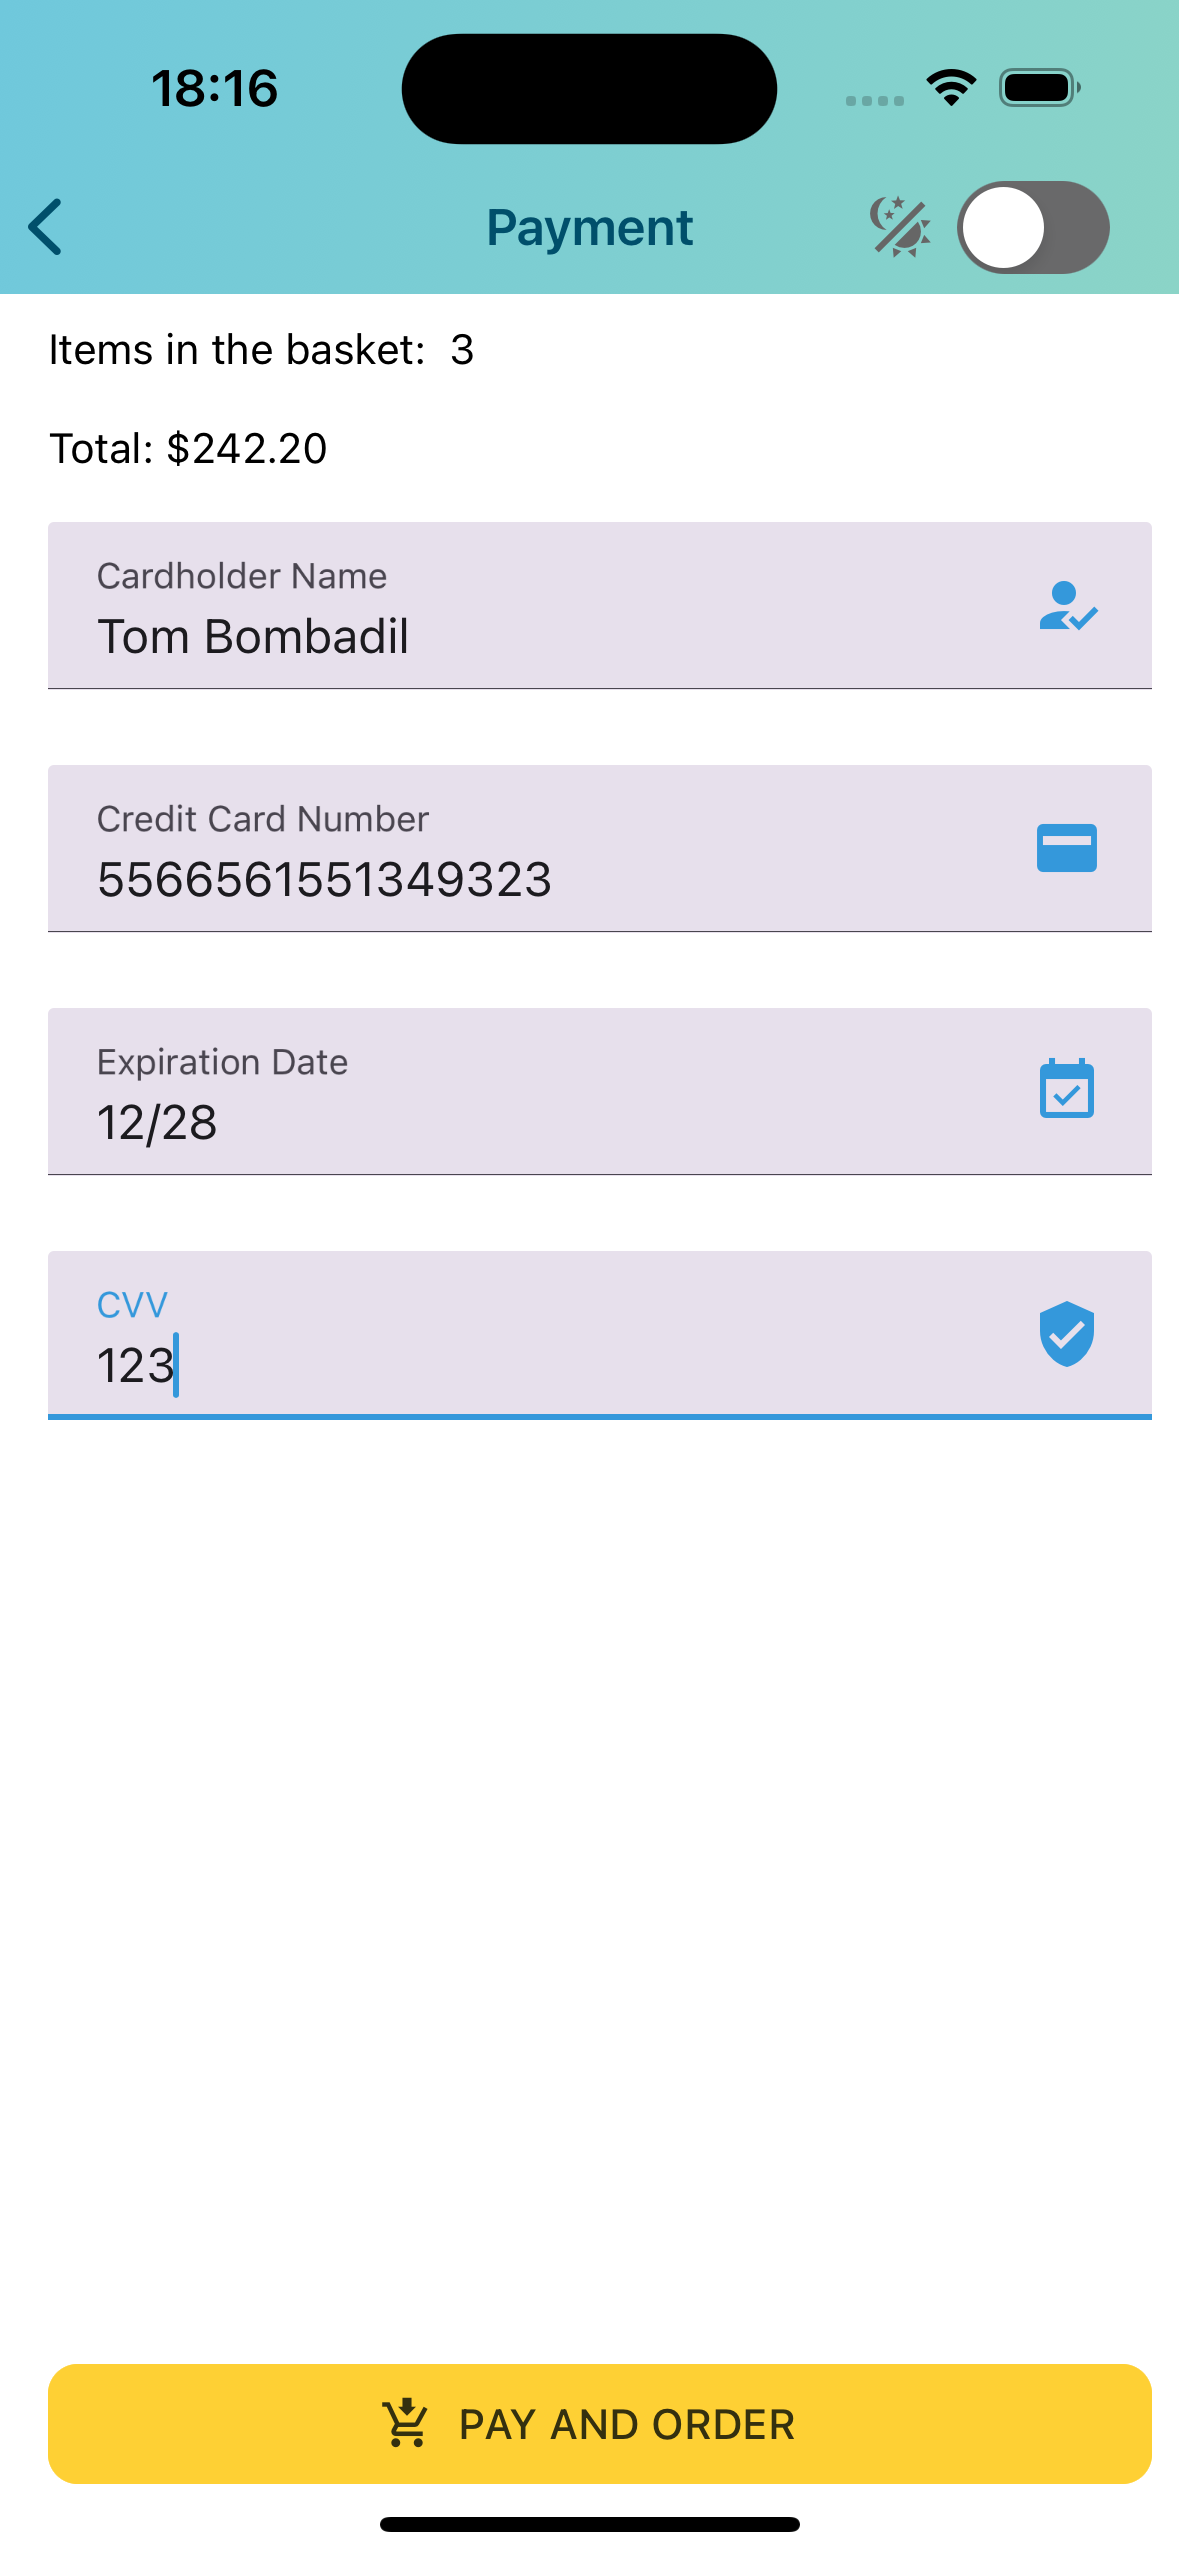 18:16
Payment
Items in the basket:  3
Total: $242.20
Cardholder Name
Tom Bombadil
Credit Card Number
5566561551349323
Expiration Date
12/28
CVV
123
PAY AND ORDER